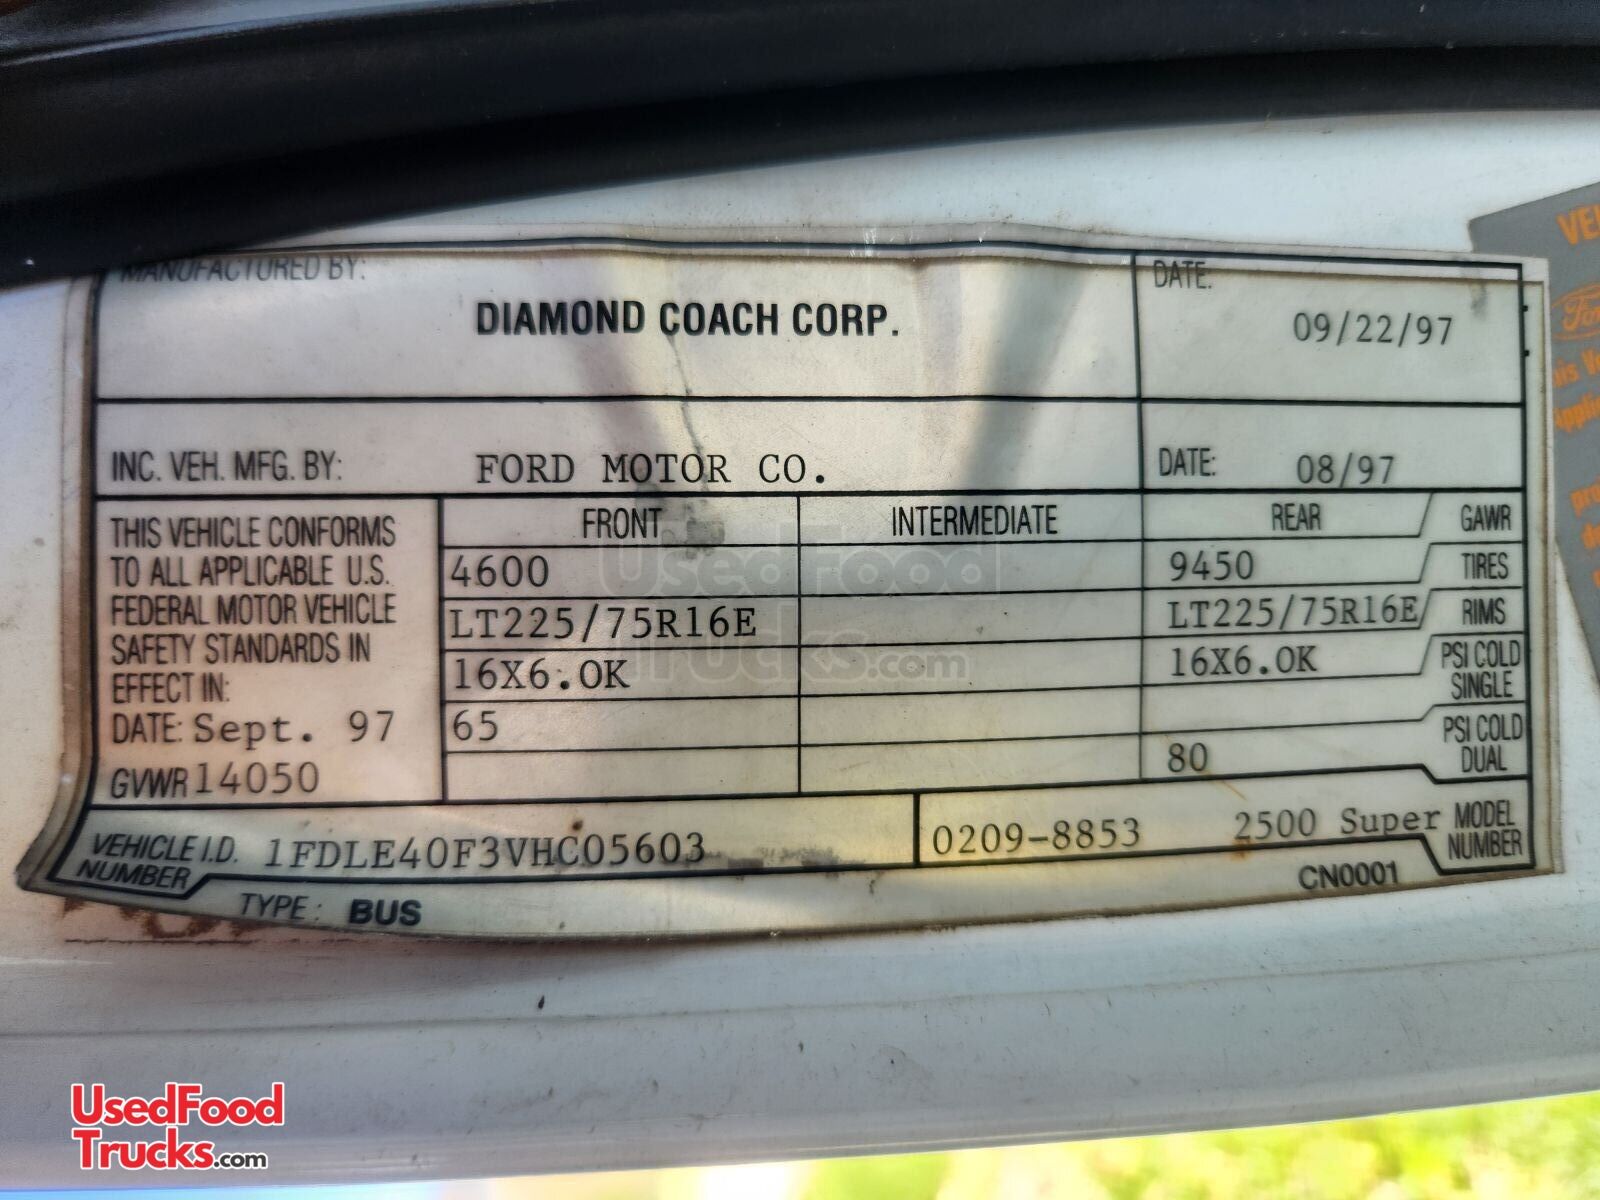 MANUFACTURED BY:
DIAMOND COACH CORP.
DATE:
09/22/97
INC. VEH. MFG. BY: FORD MOTOR CO.
DATE: 08/97
THIS VEHICLE CONFORMS
TO ALL APPLICABLE U.S.
FEDERAL MOTOR VEHICLE
SAFETY STANDARDS IN
EFFECT IN:
DATE: Sept. 97
GVWR 14050
FRONT INTERMEDIATE REAR GAWR
4600 9450 TIRES
LT225/75R16E LT225/75R16E RIMS
16X6.0K 16X6.0K PSI COLD SINGLE
65 PSI COLD DUAL
80
VEHICLE I.D. NUMBER 1FDLE40F3VHC05603
0209-8853 2500 Super MODEL NUMBER
TYPE: BUS
CN0001
Ford
UsedFood
Trucks.com
UsedFood
Trucks.com